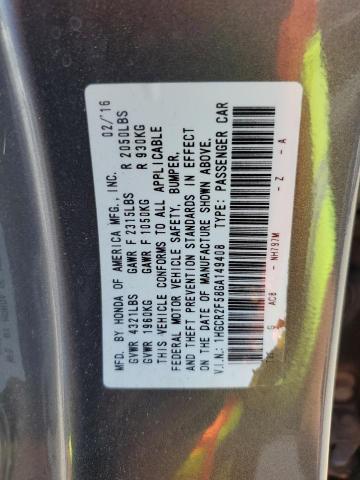 MFD. BY HONDA OF AMERICA MFG., INC. 02/'16
GVWR 4321LBS GAWR F 2315LBS R 2050LBS
GVWR 1960KG GAWR F 1050KG R 930KG
THIS VEHICLE CONFORMS TO ALL APPLICABLE
FEDERAL MOTOR VEHICLE SAFETY, BUMPER,
AND THEFT PREVENTION STANDARDS IN EFFECT
ON THE DATE OF MANUFACTURE SHOWN ABOVE.
V.I.N.: 1HGCR2F58GA149408 TYPE: PASSENGER CAR
AC8 NH797M - Z - A